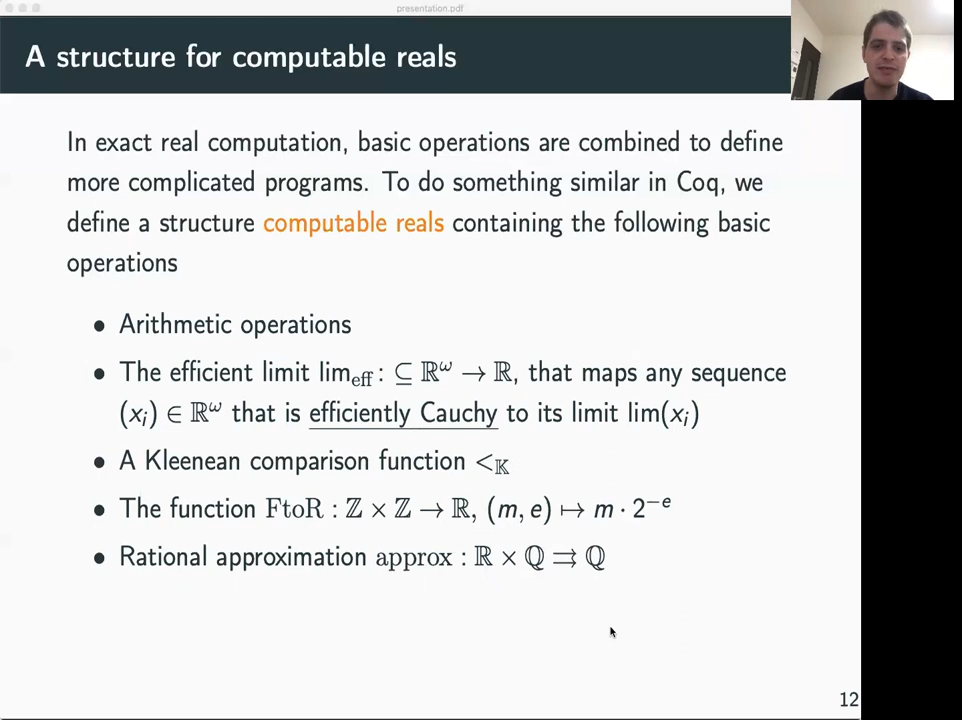 presentation.pdf
A structure for computable reals
In exact real computation, basic operations are combined to define
more complicated programs. To do something similar in Coq, we
define a structure computable reals containing the following basic
operations
• Arithmetic operations
• The efficient limit lim_eff : ⊆ ℝ^ω → ℝ, that maps any sequence
(x_i) ∈ ℝ^ω that is efficiently Cauchy to its limit lim(x_i)
• A Kleenean comparison function <_𝕂
• The function FtoR : ℤ × ℤ → ℝ, (m, e) ↦ m · 2^{−e}
• Rational approximation approx : ℝ × ℚ ⇉ ℚ
12